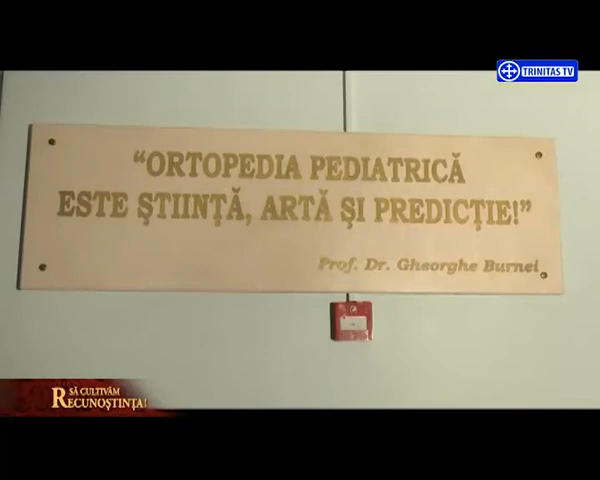 TRINITAS TV
“ORTOPEDIA PEDIATRICĂ
ESTE ŞTIINŢĂ, ARTĂ ŞI PREDICŢIE!”
Prof. Dr. Gheorghe Burnei
SĂ CULTIVĂM
RECUNOŞTINŢA!